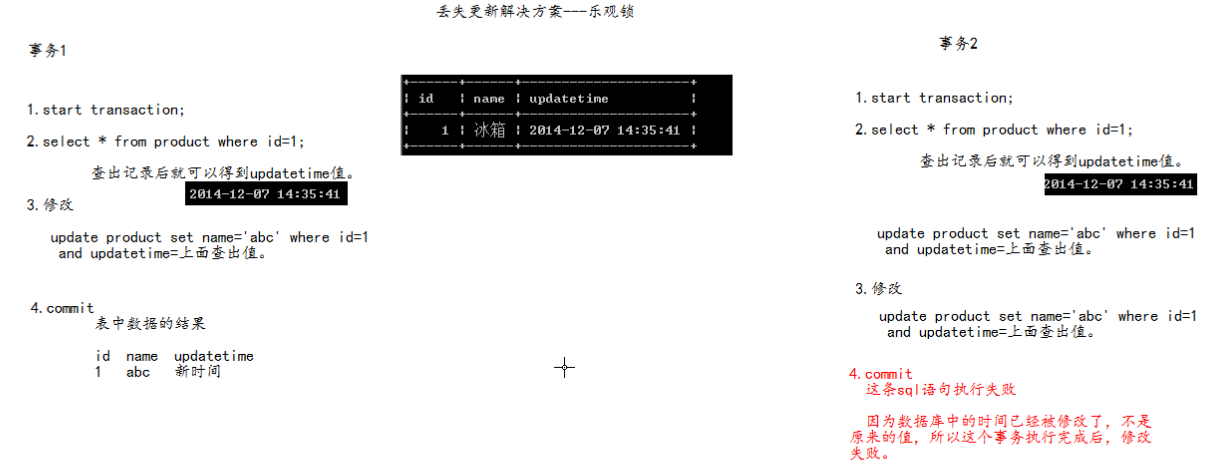 丢失更新解决方案---乐观锁
事务1
1.start transaction;
2.select * from product where id=1;
查出记录后就可以得到updatetime值。
2014-12-07 14:35:41
3.修改
update product set name='abc' where id=1
and updatetime=上面查出值。
4.commit
表中数据的结果
id name updatetime
1 abc 新时间
id name updatetime
1 冰箱 2014-12-07 14:35:41
事务2
1.start transaction;
2.select * from product where id=1;
查出记录后就可以得到updatetime值。
2014-12-07 14:35:41
update product set name='abc' where id=1
and updatetime=上面查出值。
3.修改
update product set name='abc' where id=1
and updatetime=上面查出值。
4.commit
这条sql语句执行失败
因为数据库中的时间已经被修改了，不是
原来的值，所以这个事务执行完成后，修改
失败。